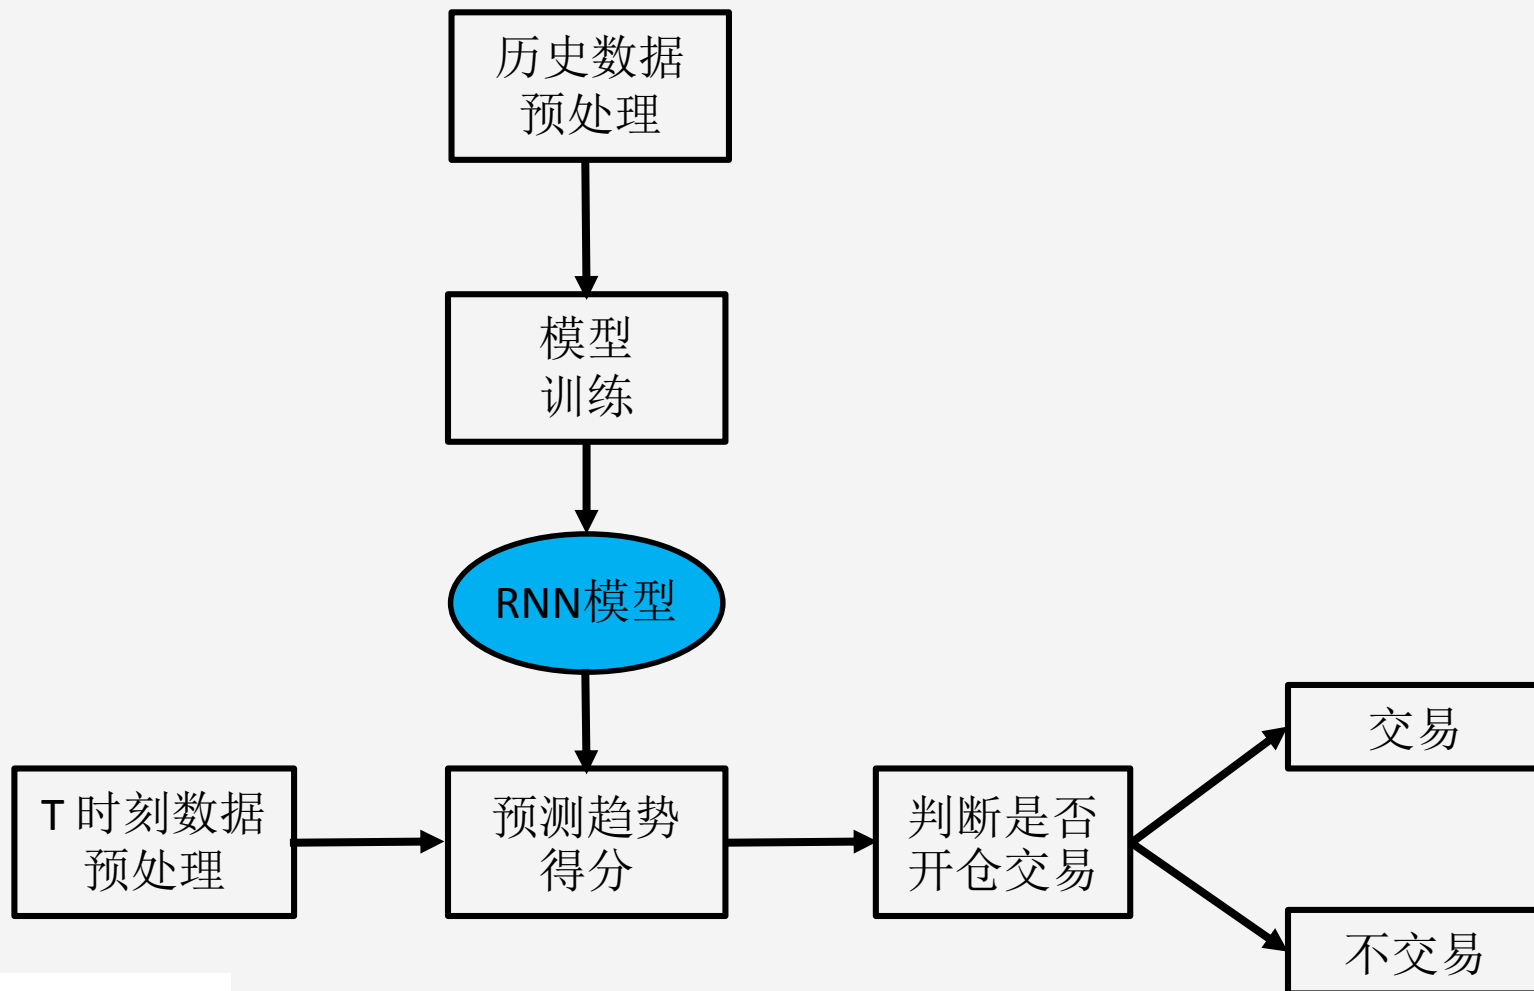 历史数据
预处理
模型
训练
RNN模型
T 时刻数据
预处理
预测趋势
得分
判断是否
开仓交易
交易
不交易